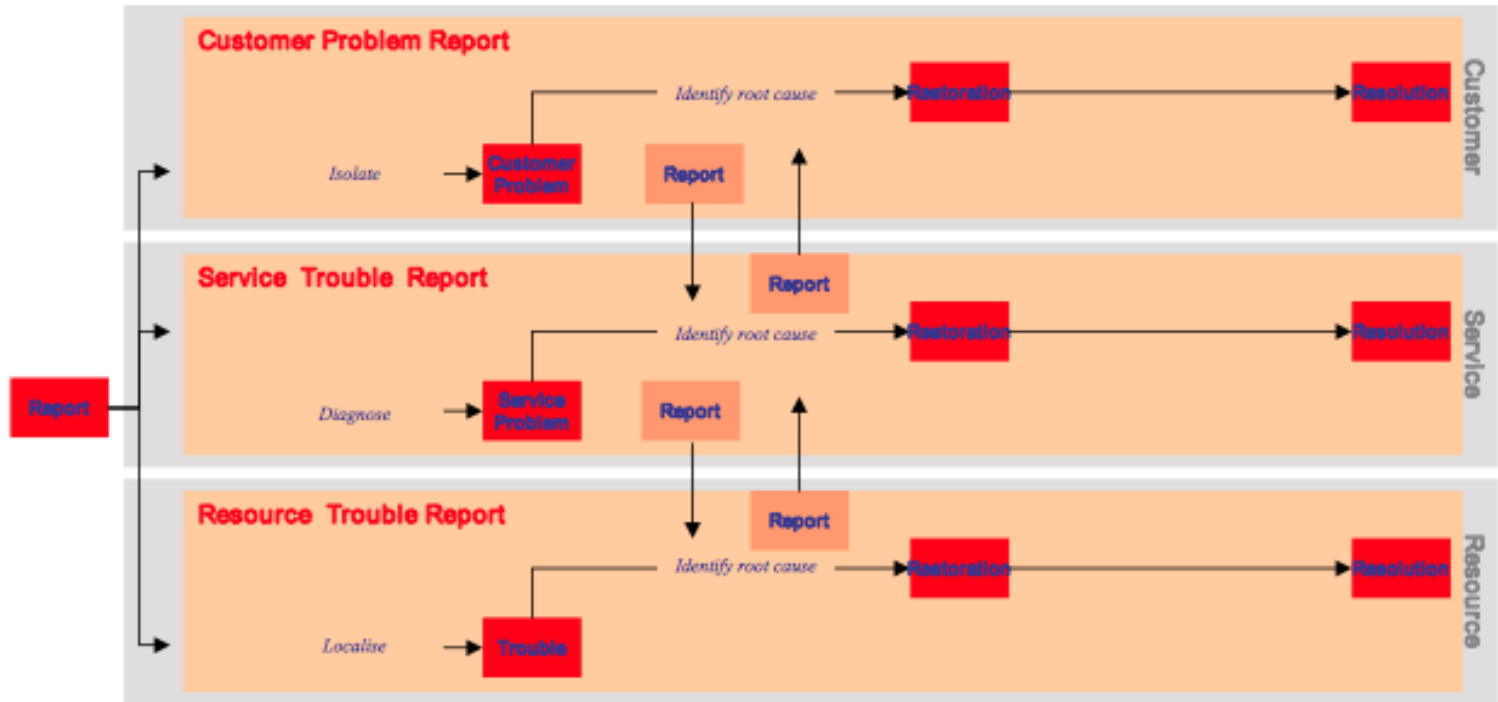 Customer Problem Report
Identify root cause
Restoration
Resolution
Customer
Isolate
Customer
Problem
Report
Service Trouble Report
Report
Identify root cause
Restoration
Resolution
Service
Report
Diagnose
Service
Problem
Report
Resource Trouble Report
Report
Identify root cause
Restoration
Resolution
Resource
Localise
Trouble